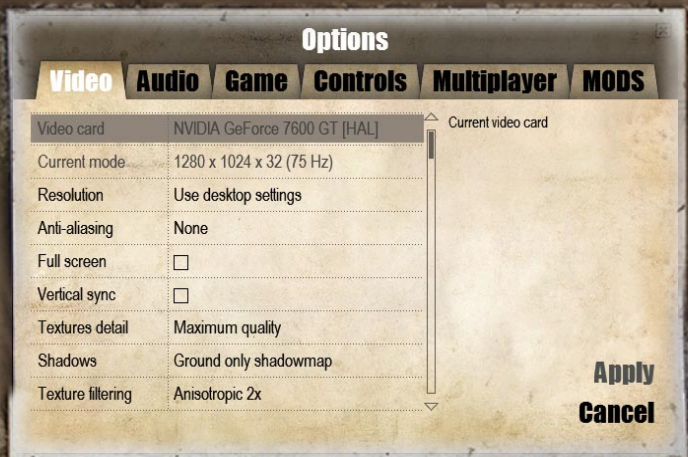 Options
Video Audio Game Controls Multiplayer MODS
Video card NVIDIA GeForce 7600 GT [HAL] Current video card
Current mode 1280 x 1024 x 32 (75 Hz)
Resolution Use desktop settings
Anti-aliasing None
Full screen
Vertical sync
Textures detail Maximum quality
Shadows Ground only shadowmap
Texture filtering Anisotropic 2x
Apply
Cancel